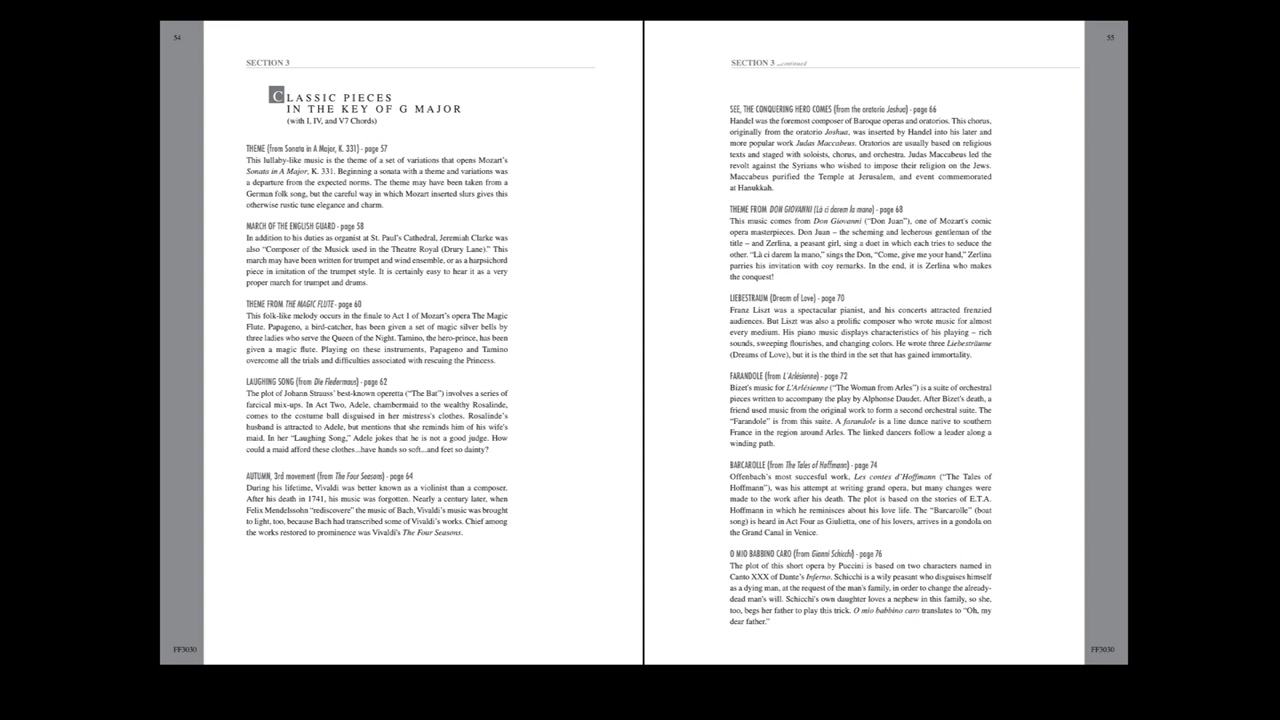 54
SECTION 3
CLASSIC PIECES
IN THE KEY OF G MAJOR
(with I, IV, and V7 Chords)
THEME (from Sonata in A Major, K. 331) - page 57
This lullaby-like music is the theme of a set of variations that opens Mozart's
Sonata in A Major, K. 331. Beginning a sonata with a theme and variations was
a departure from the expected norms. The theme may have been taken from a
German folk song, but the careful way in which Mozart inserted slurs gives this
otherwise rustic tune elegance and charm.
MARCH OF THE ENGLISH GUARD - page 58
In addition to his duties as organist at St. Paul's Cathedral, Jeremiah Clarke was
also "Composer of the Musick used in the Theatre Royal (Drury Lane)." This
march may have been written for trumpet and wind ensemble, or as a harpsichord
piece in imitation of the trumpet style. It is certainly easy to hear it as a very
proper march for trumpet and drums.
THEME FROM THE MAGIC FLUTE - page 60
This folk-like melody occurs in the finale to Act 1 of Mozart's opera The Magic
Flute. Papageno, a bird-catcher, has been given a set of magic silver bells by
three ladies who serve the Queen of the Night. Tamino, the hero-prince, has been
given a magic flute. Playing on these instruments, Papageno and Tamino
overcome all the trials and difficulties associated with rescuing the Princess.
LAUGHING SONG (from Die Fledermaus) - page 62
The plot of Johann Strauss' best-known operetta ("The Bat") involves a series of
farcical mix-ups. In Act Two, Adele, chambermaid to the wealthy Rosalinde,
comes to the costume ball disguised in her mistress's clothes. Rosalinde's
husband is attracted to Adele, but mentions that she reminds him of his wife's
maid. In her "Laughing Song," Adele jokes that he is not a good judge. How
could a maid afford these clothes...have hands so soft...and feet so dainty?
AUTUMN, 3rd movement (from The Four Seasons) - page 64
During his lifetime, Vivaldi was better known as a violinist than a composer.
After his death in 1741, his music was forgotten. Nearly a century later, when
Felix Mendelssohn "rediscovere" the music of Bach, Vivaldi's music was brought
to light, too, because Bach had transcribed some of Vivaldi's works. Chief among
the works restored to prominence was Vivaldi's The Four Seasons.
FF3030
55
SECTION 3 ...continued
SEE, THE CONQUERING HERO COMES (from the oratorio Joshua) - page 66
Handel was the foremost composer of Baroque operas and oratorios. This chorus,
originally from the oratorio Joshua, was inserted by Handel into his later and
more popular work Judas Maccabeus. Oratorios are usually based on religious
texts and staged with soloists, chorus, and orchestra. Judas Maccabeus led the
revolt against the Syrians who wished to impose their religion on the Jews.
Maccabeus purified the Temple at Jerusalem, and event commemorated
at Hanukkah.
THEME FROM DON GIOVANNI (Là ci darem la mano) - page 68
This music comes from Don Giovanni ("Don Juan"), one of Mozart's comic
opera masterpieces. Don Juan – the scheming and lecherous gentleman of the
title – and Zerlina, a peasant girl, sing a duet in which each tries to seduce the
other. "Là ci darem la mano," sings the Don, "Come, give me your hand," Zerlina
parries his invitation with coy remarks. In the end, it is Zerlina who makes
the conquest!
LIEBESTRAUM (Dream of Love) - page 70
Franz Liszt was a spectacular pianist, and his concerts attracted frenzied
audiences. But Liszt was also a prolific composer who wrote music for almost
every medium. His piano music displays characteristics of his playing – rich
sounds, sweeping flourishes, and changing colors. He wrote three Liebesträume
(Dreams of Love), but it is the third in the set that has gained immortality.
FARANDOLE (from L'Arlésienne) - page 72
Bizet's music for L'Arlésienne ("The Woman from Arles") is a suite of orchestral
pieces written to accompany the play by Alphonse Daudet. After Bizet's death, a
friend used music from the original work to form a second orchestral suite. The
"Farandole" is from this suite. A farandole is a line dance native to southern
France in the region around Arles. The linked dancers follow a leader along a
winding path.
BARCAROLLE (from The Tales of Hoffmann) - page 74
Offenbach's most succesful work, Les contes d'Hoffmann ("The Tales of
Hoffmann"), was his attempt at writing grand opera, but many changes were
made to the work after his death. The plot is based on the stories of E.T.A.
Hoffmann in which he reminisces about his love life. The "Barcarolle" (boat
song) is heard in Act Four as Giulietta, one of his lovers, arrives in a gondola on
the Grand Canal in Venice.
O MIO BABBINO CARO (from Gianni Schicchi) - page 76
The plot of this short opera by Puccini is based on two characters named in
Canto XXX of Dante's Inferno. Schicchi is a wily peasant who disguises himself
as a dying man, at the request of the man's family, in order to change the already-
dead man's will. Schicchi's own daughter loves a nephew in this family, so she,
too, begs her father to play this trick. O mio babbino caro translates to "Oh, my
dear father."
FF3030